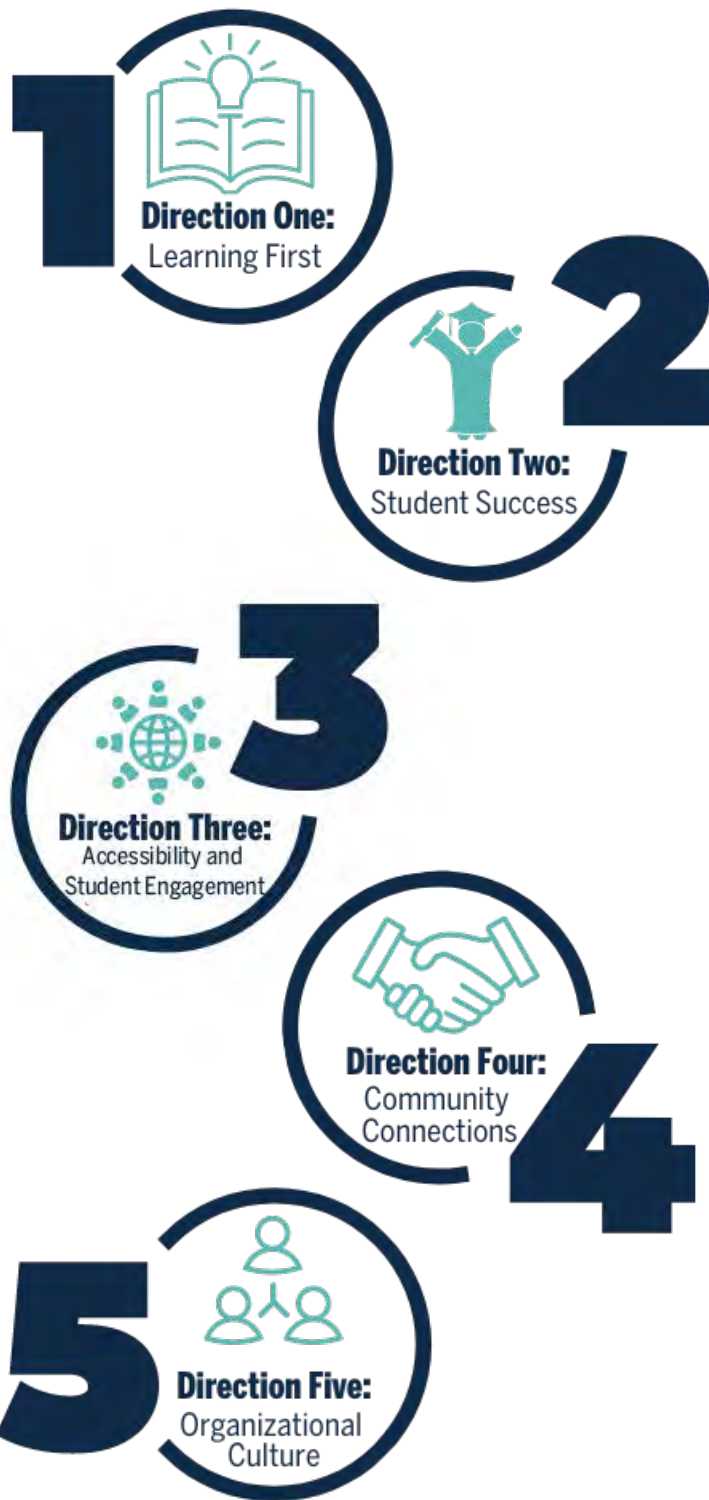 1
Direction One:
Learning First
2
Direction Two:
Student Success
3
Direction Three:
Accessibility and
Student Engagement
4
Direction Four:
Community
Connections
5
Direction Five:
Organizational
Culture